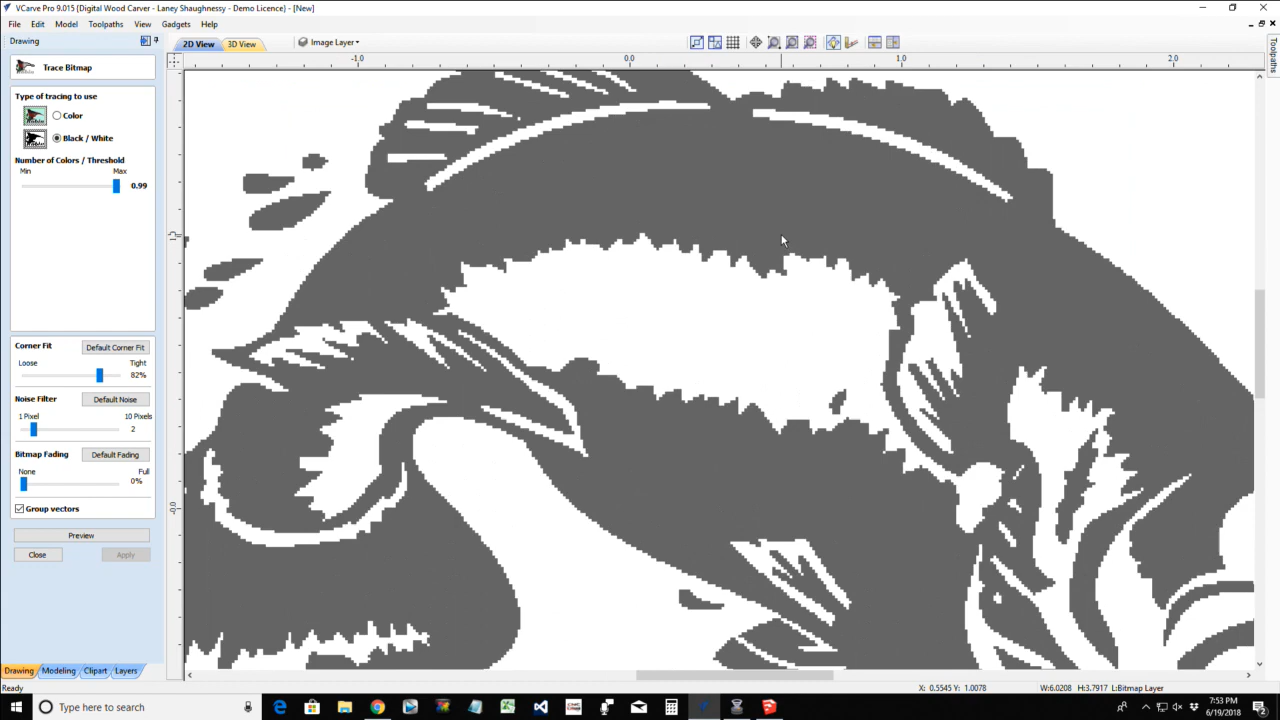 VCarve Pro 9.015 {Digital Wood Carver - Laney Shaughnessy - Demo Licence} - [New]
File Edit Model Toolpaths View Gadgets Help
Drawing
2D View 3D View Image Layer
Toolpaths
-1.0 0.0 1.0 2.0
Trace Bitmap
Type of tracing to use
Color
Black / White
Number of Colors / Threshold
Min Max
0.99
Corner Fit Default Corner Fit
Loose Tight
82%
Noise Filter Default Noise
1 Pixel 10 Pixels
2
Bitmap Fading Default Fading
None Full
0%
Group vectors
Preview
Close Apply
Drawing Modeling Clipart Layers
Ready X: 0.5545 Y: 1.0078 W:6.0208 H:3.7917 L:Bitmap Layer
Type here to search
7:53 PM
6/19/2018
2